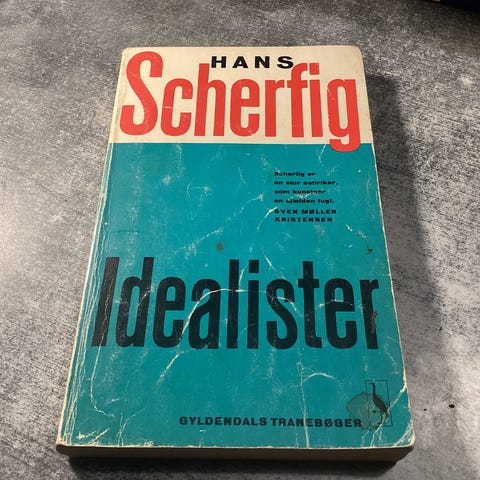 HANS
Scherfig
Scherfig er
en stor satiriker,
som kunstner
en sjælden fugl.
SVEN MØLLER
KRISTENSEN
Idealister
GYLDENDALS TRANEBØGER